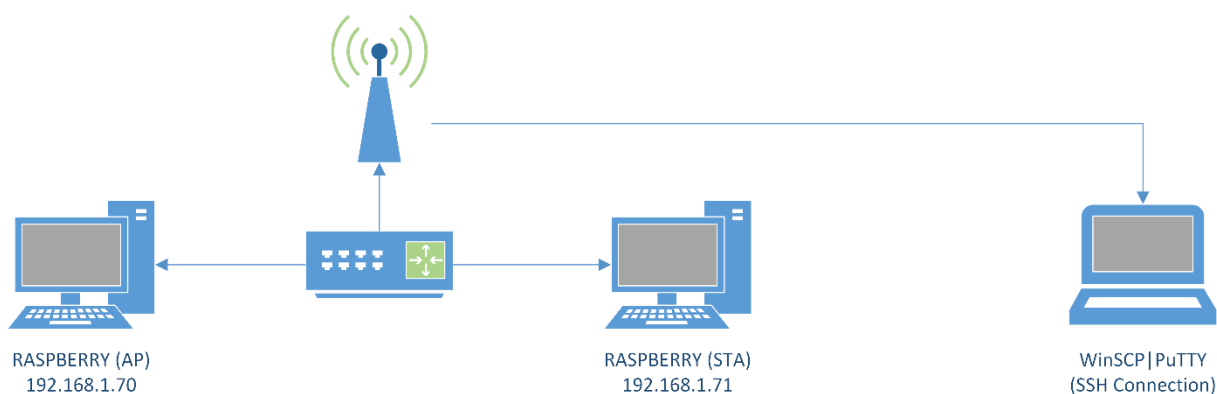 RASPBERRY (AP)
192.168.1.70
RASPBERRY (STA)
192.168.1.71
WinSCP|PuTTY
(SSH Connection)